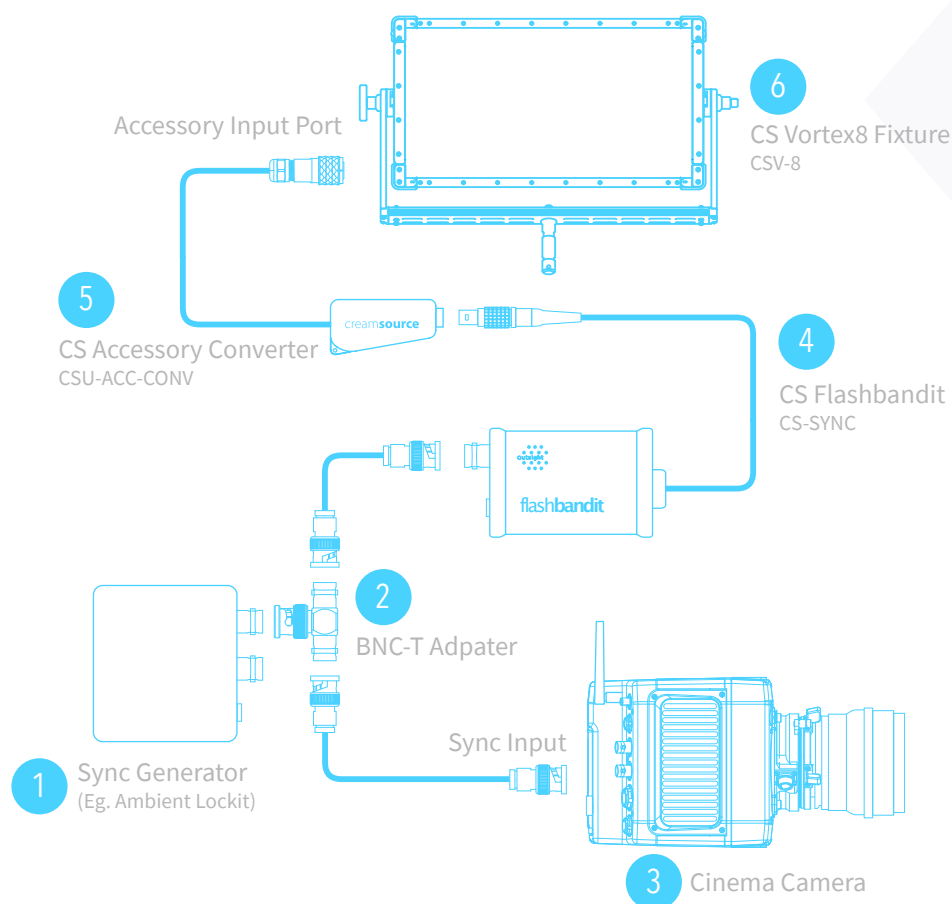 6
CS Vortex8 Fixture
CSV-8
Accessory Input Port
5
CS Accessory Converter
CSU-ACC-CONV
creamsource
4
CS Flashbandit
CS-SYNC
outsight
flashbandit
2
BNC-T Adpater
1
Sync Generator
(Eg. Ambient Lockit)
Sync Input
3
Cinema Camera